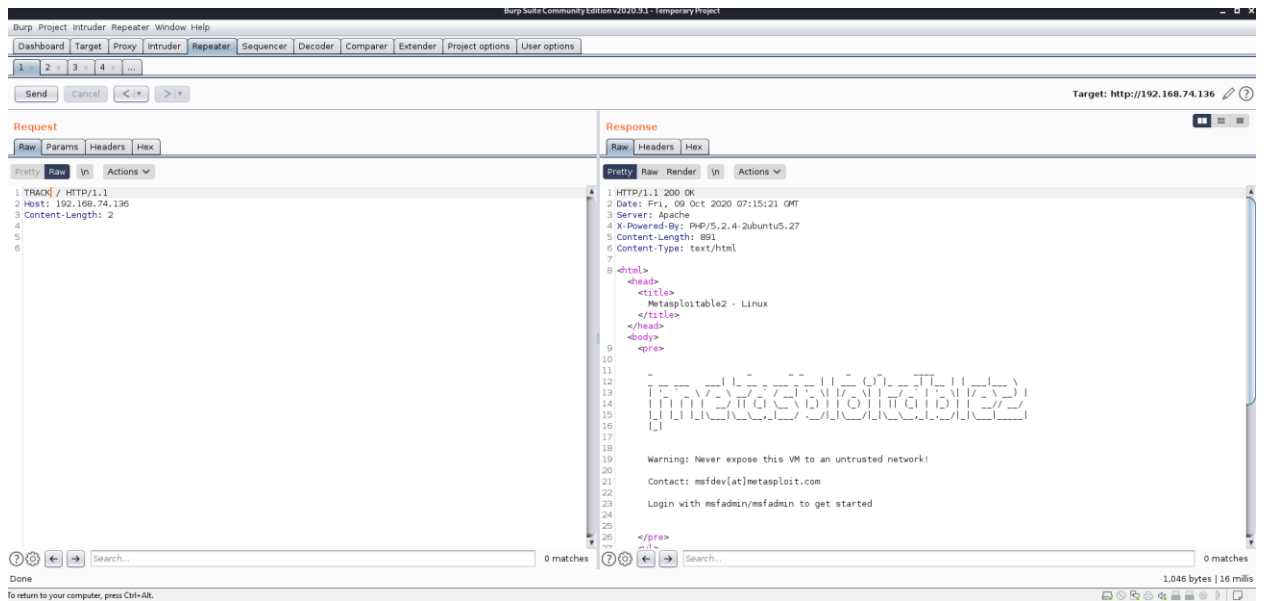 Burp Suite Community Edition v2020.9.1 - Temporary Project
Burp Project Intruder Repeater Window Help
Dashboard Target Proxy Intruder Repeater Sequencer Decoder Comparer Extender Project options User options
1 × 2 × 3 × 4 × ...
Send Cancel < > Target: http://192.168.74.136
Request
Raw Params Headers Hex
Pretty Raw \n Actions
1 TRACK / HTTP/1.1
2 Host: 192.168.74.136
3 Content-Length: 2
4
5
6
Search... 0 matches
Response
Raw Headers Hex
Pretty Raw Render \n Actions
1 HTTP/1.1 200 OK
2 Date: Fri, 09 Oct 2020 07:15:21 GMT
3 Server: Apache
4 X-Powered-By: PHP/5.2.4-2ubuntu5.27
5 Content-Length: 891
6 Content-Type: text/html
7
8 <html>
<head>
<title>
Metasploitable2 - Linux
</title>
</head>
<body>
9 <pre>
10
11
12
13
14
15
16
metasploitable2
17
18
19 Warning: Never expose this VM to an untrusted network!
20
21 Contact: msfdev[at]metasploit.com
22
23 Login with msfadmin/msfadmin to get started
24
25
26 </pre>
27 <ul>
Search... 0 matches
Done 1,046 bytes | 16 millis
To return to your computer, press Ctrl+Alt.